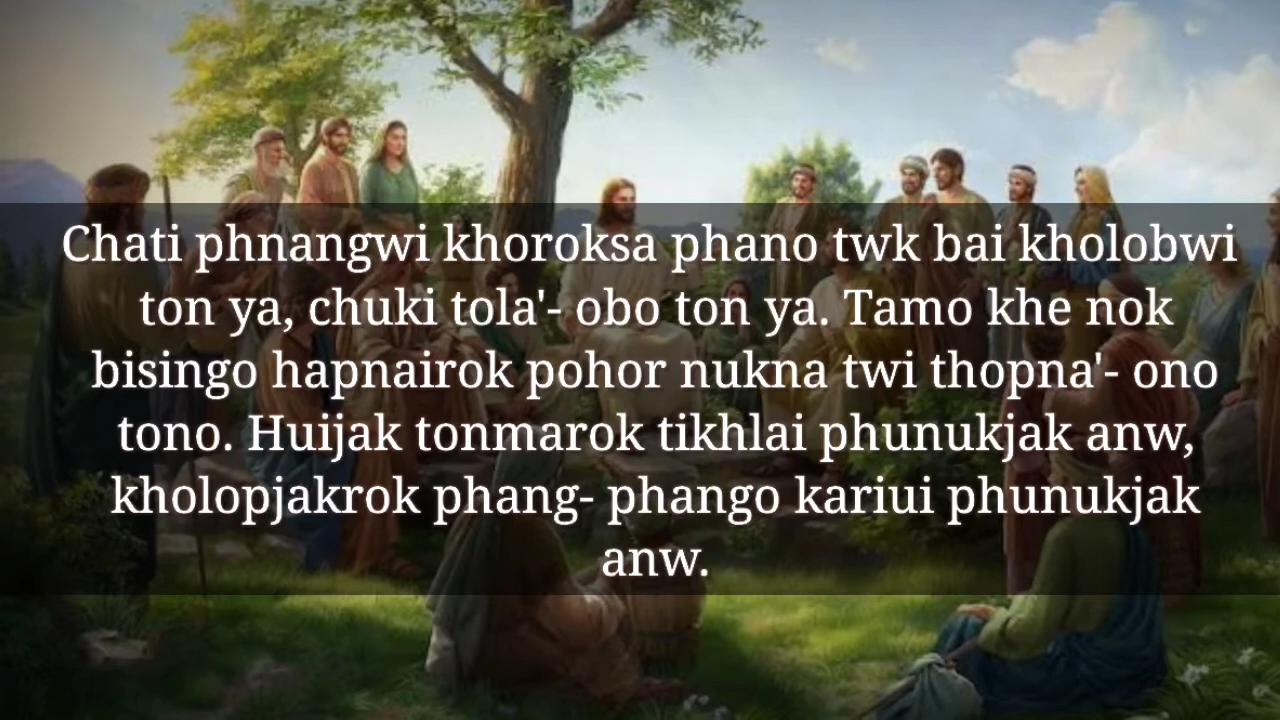 Chati phnangwi khoroksa phano twk bai kholobwi
ton ya, chuki tola'- obo ton ya. Tamo khe nok
bisingo hapnairok pohor nukna twi thopna'- ono
tono. Huijak tonmarok tikhlai phunukjak anw,
kholopjakrok phang- phango kariui phunukjak
anw.